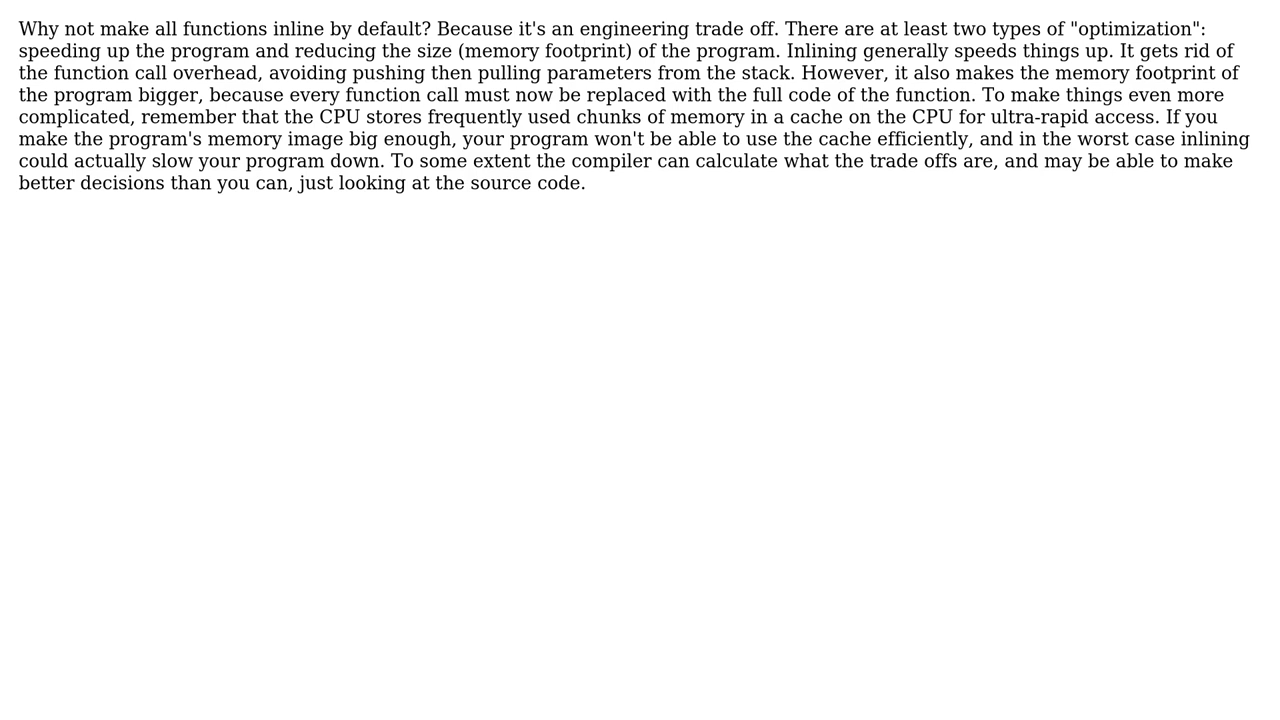 Why not make all functions inline by default? Because it's an engineering trade off. There are at least two types of "optimization":
speeding up the program and reducing the size (memory footprint) of the program. Inlining generally speeds things up. It gets rid of
the function call overhead, avoiding pushing then pulling parameters from the stack. However, it also makes the memory footprint of
the program bigger, because every function call must now be replaced with the full code of the function. To make things even more
complicated, remember that the CPU stores frequently used chunks of memory in a cache on the CPU for ultra-rapid access. If you
make the program's memory image big enough, your program won't be able to use the cache efficiently, and in the worst case inlining
could actually slow your program down. To some extent the compiler can calculate what the trade offs are, and may be able to make
better decisions than you can, just looking at the source code.